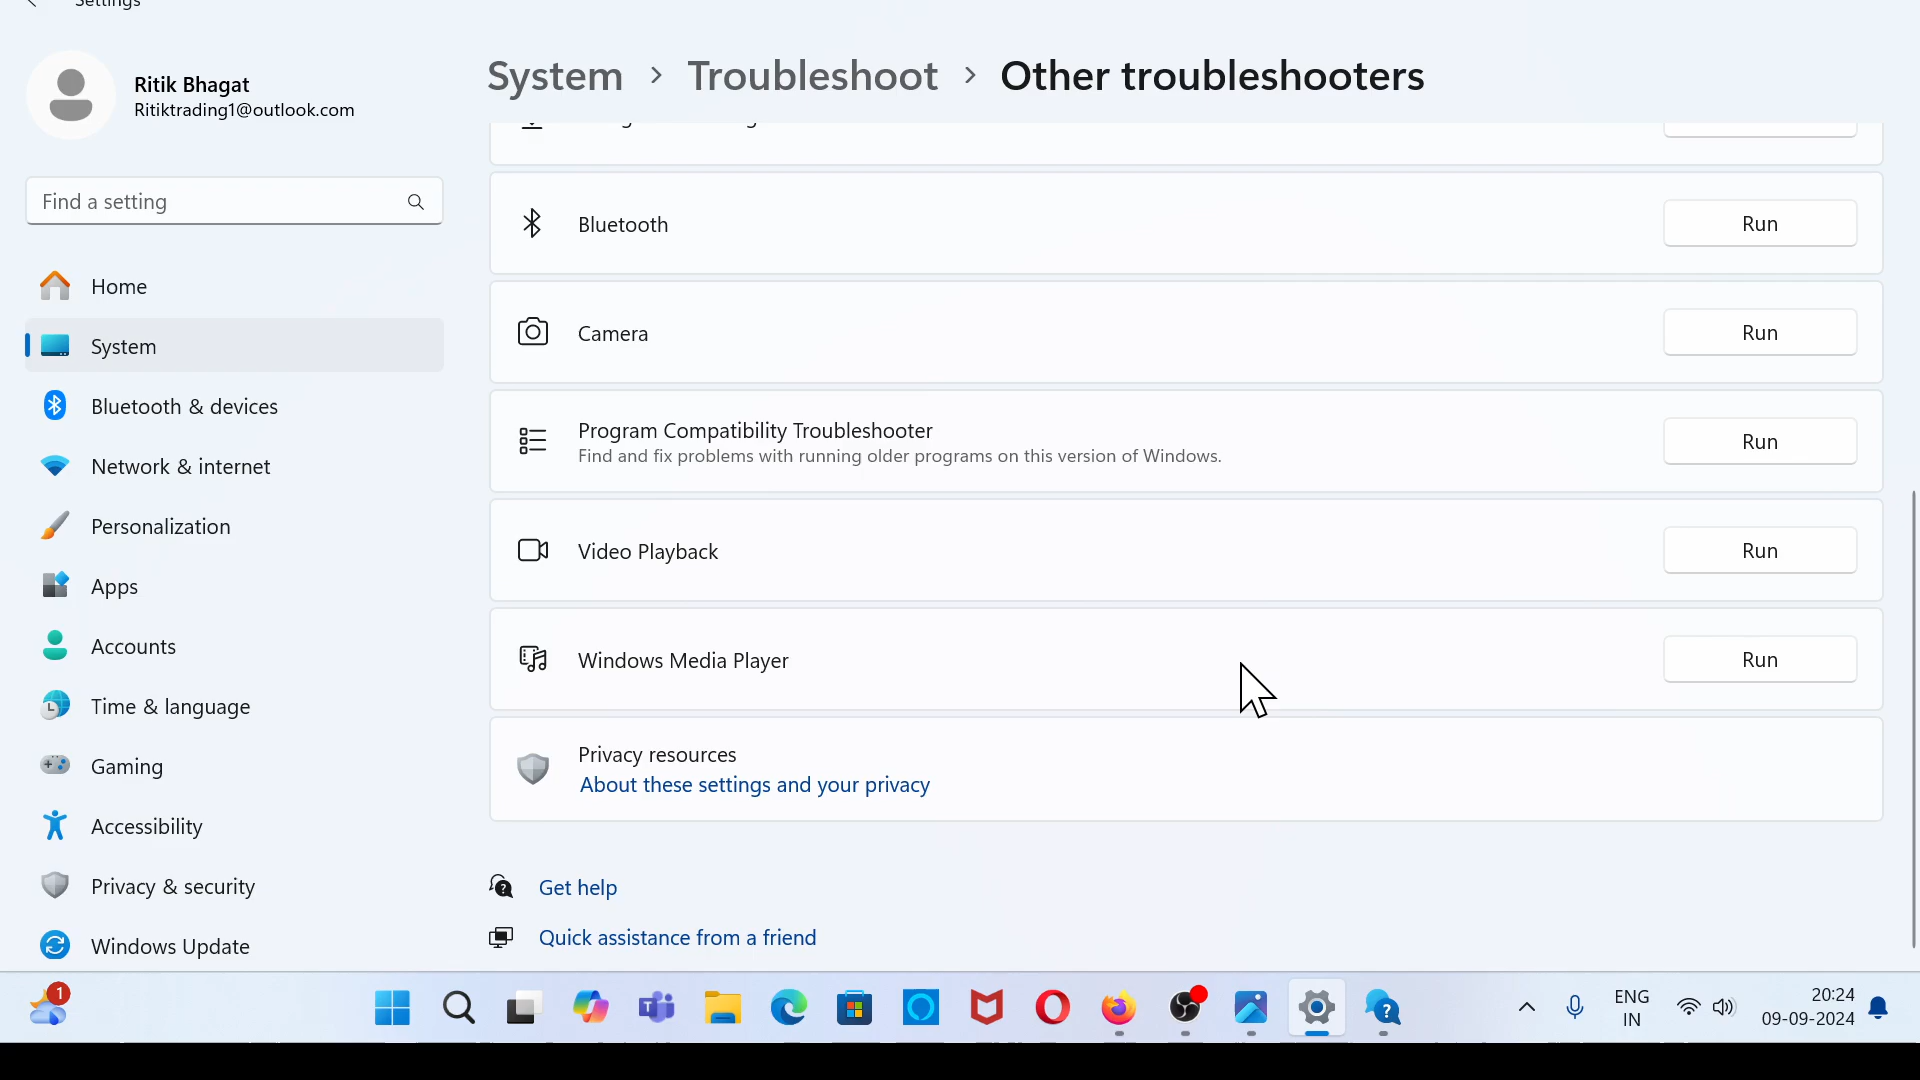 Settings
Ritik Bhagat
Ritiktrading1@outlook.com
System > Troubleshoot > Other troubleshooters
Find a setting
Home
System
Bluetooth & devices
Network & internet
Personalization
Apps
Accounts
Time & language
Gaming
Accessibility
Privacy & security
Windows Update
Bluetooth
Run
Camera
Run
Program Compatibility Troubleshooter
Find and fix problems with running older programs on this version of Windows.
Run
Video Playback
Run
Windows Media Player
Run
Privacy resources
About these settings and your privacy
Get help
Quick assistance from a friend
1
ENG
IN
20:24
09-09-2024